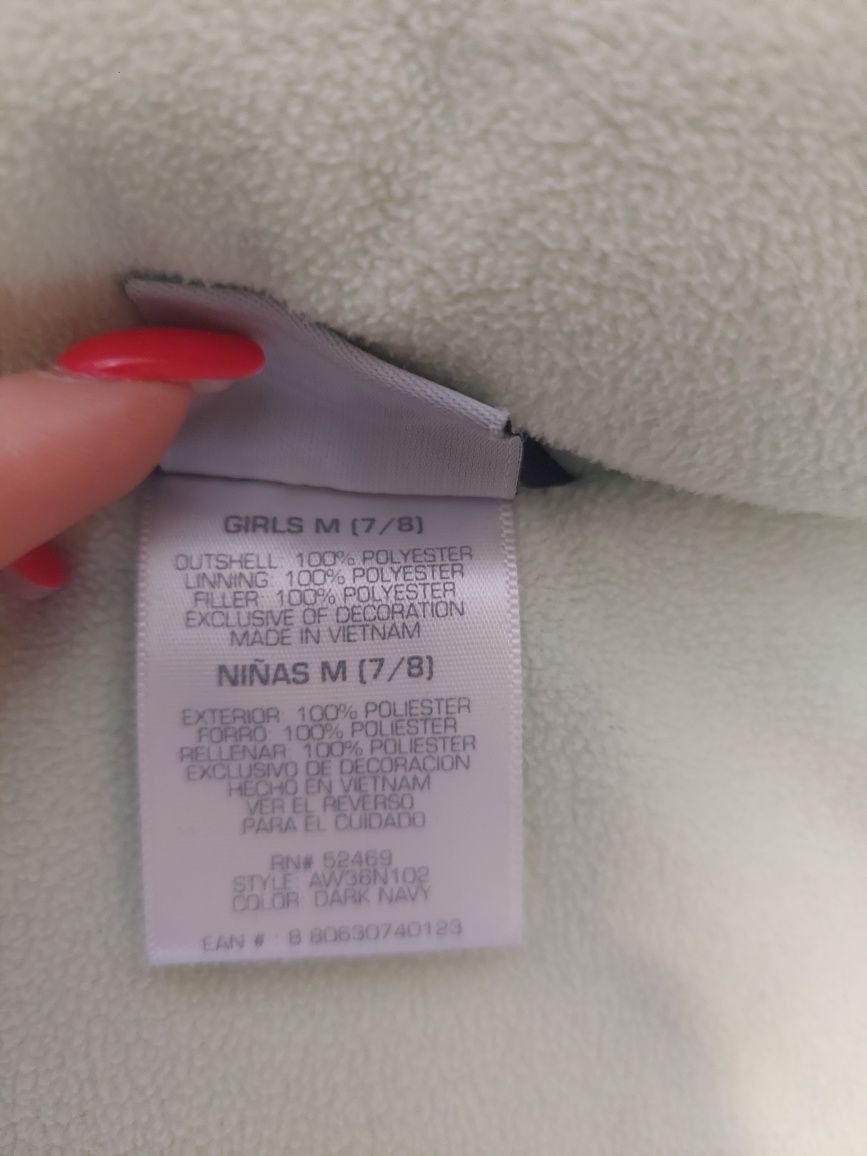 GIRLS M (7/8)
OUTSHELL: 100% POLYESTER
LINNING: 100% POLYESTER
FILLER: 100% POLYESTER
EXCLUSIVE OF DECORATION
MADE IN VIETNAM
NIÑAS M (7/8)
EXTERIOR: 100% POLIESTER
FORRO: 100% POLIESTER
RELLENAR: 100% POLIESTER
EXCLUSIVO DE DECORACION
HECHO EN VIETNAM
VER EL REVERSO
PARA EL CUIDADO
RN# 52469
STYLE: AW36N102
COLOR: DARK NAVY
EAN # : 8 80630740123